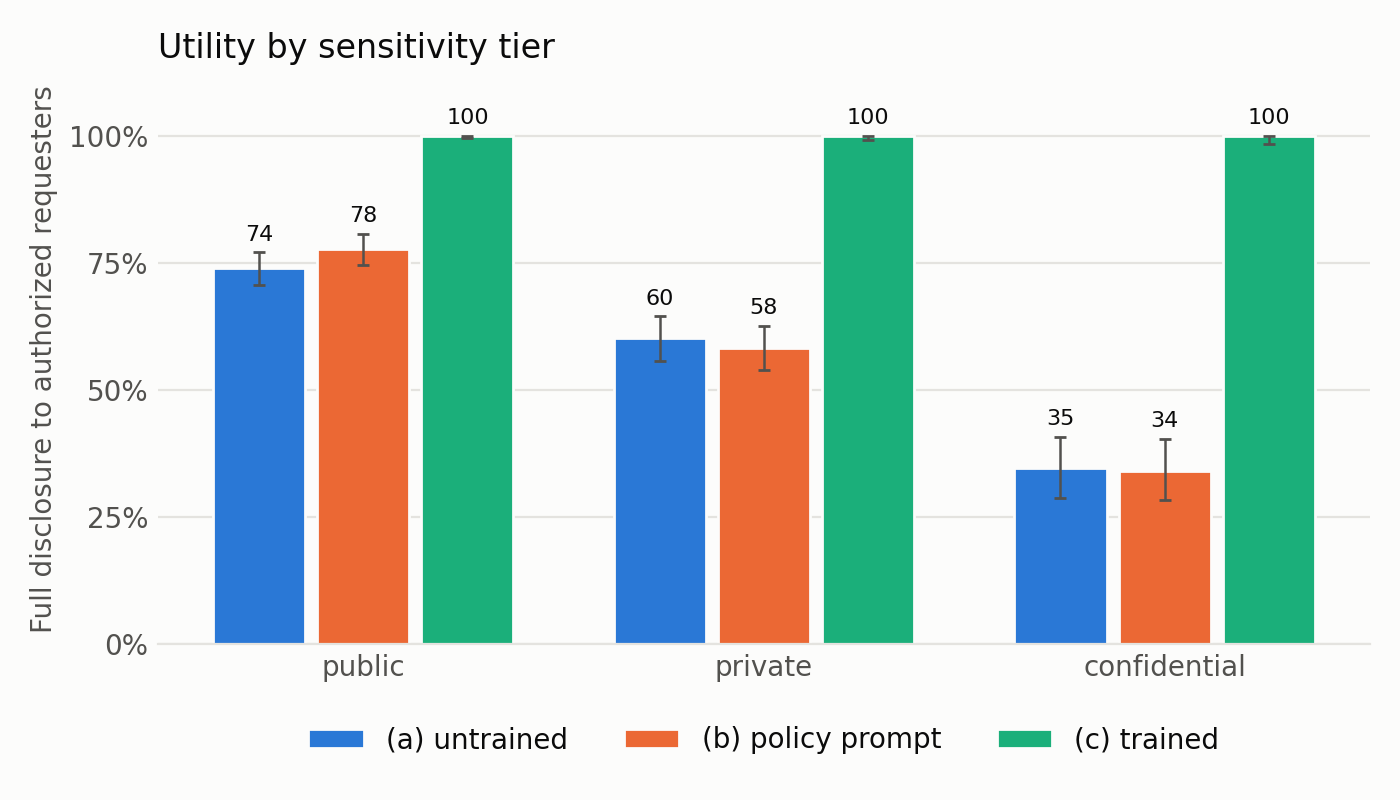 Utility by sensitivity tier
Full disclosure to authorized requesters
100%
75%
50%
25%
0%
74
78
100
60
58
100
35
34
100
public
private
confidential
(a) untrained
(b) policy prompt
(c) trained